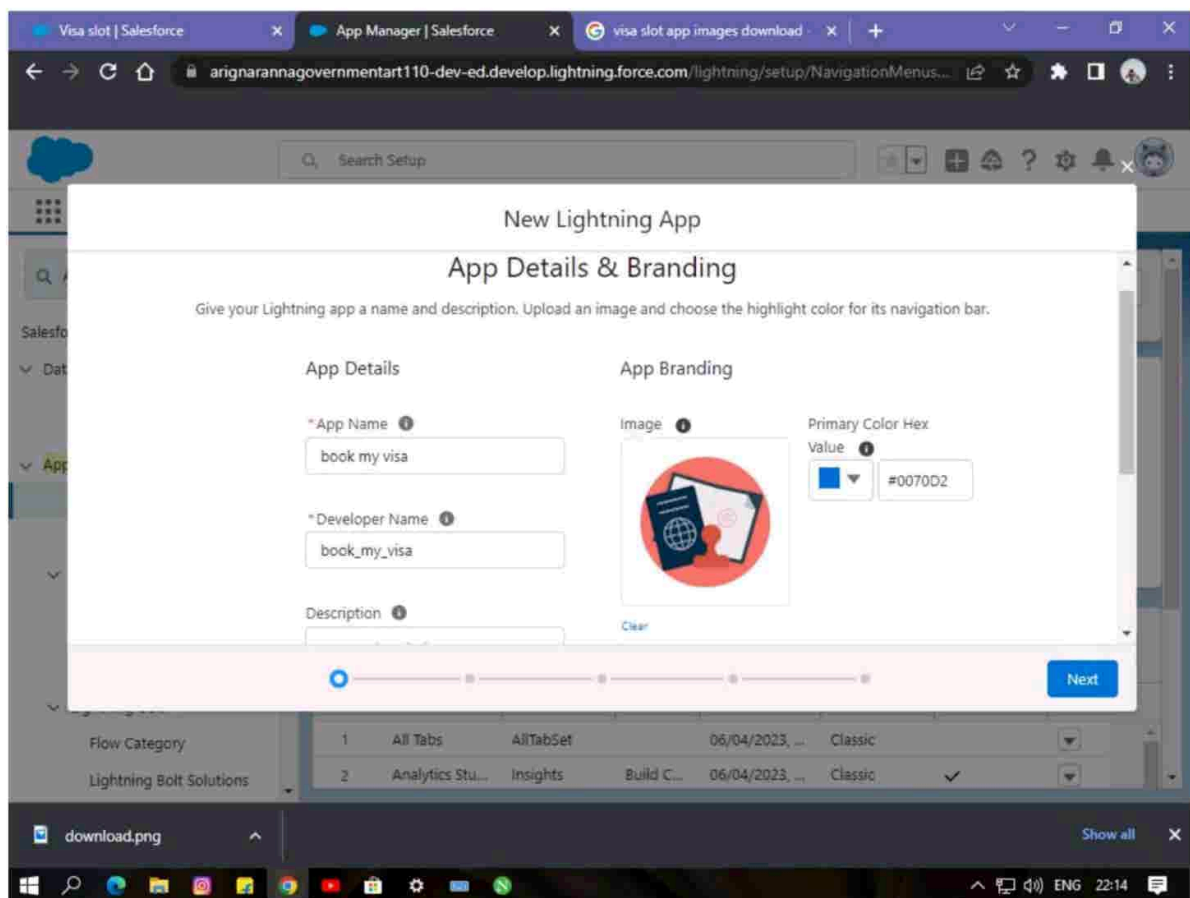 Visa slot | Salesforce
App Manager | Salesforce
visa slot app images download -
arignarannagovernmentart110-dev-ed.develop.lightning.force.com/lightning/setup/NavigationMenus...
Search Setup
New Lightning App
App Details & Branding
Give your Lightning app a name and description. Upload an image and choose the highlight color for its navigation bar.
Salesfo
Dat
App Details
App Branding
*App Name
Image
Primary Color Hex
Value
book my visa
#0070D2
App
*Developer Name
book_my_visa
Description
Clear
Next
Flow Category
1 All Tabs AllTabSet 06/04/2023, ... Classic
Lightning Bolt Solutions
2 Analytics Stu... Insights Build C... 06/04/2023, ... Classic
download.png
Show all
ENG 22:14